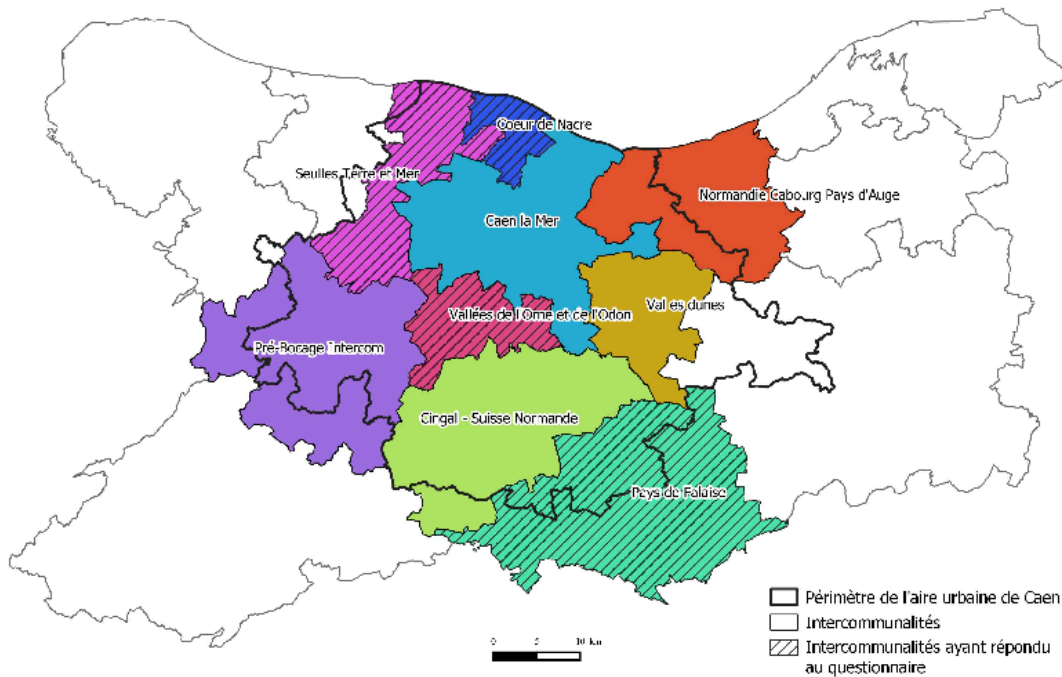 Coeur de Nacre
Seulles Terre et Mer
Normandie Cabourg Pays d'Auge
Caen la Mer
Val es dunes
Vallées de l'Orne et de l'Odon
Pré-Bocage Intercom
Cingal - Suisse Normande
Pays de Falaise
Périmètre de l'aire urbaine de Caen
Intercommunalités
Intercommunalités ayant répondu
au questionnaire
0 5 10 km